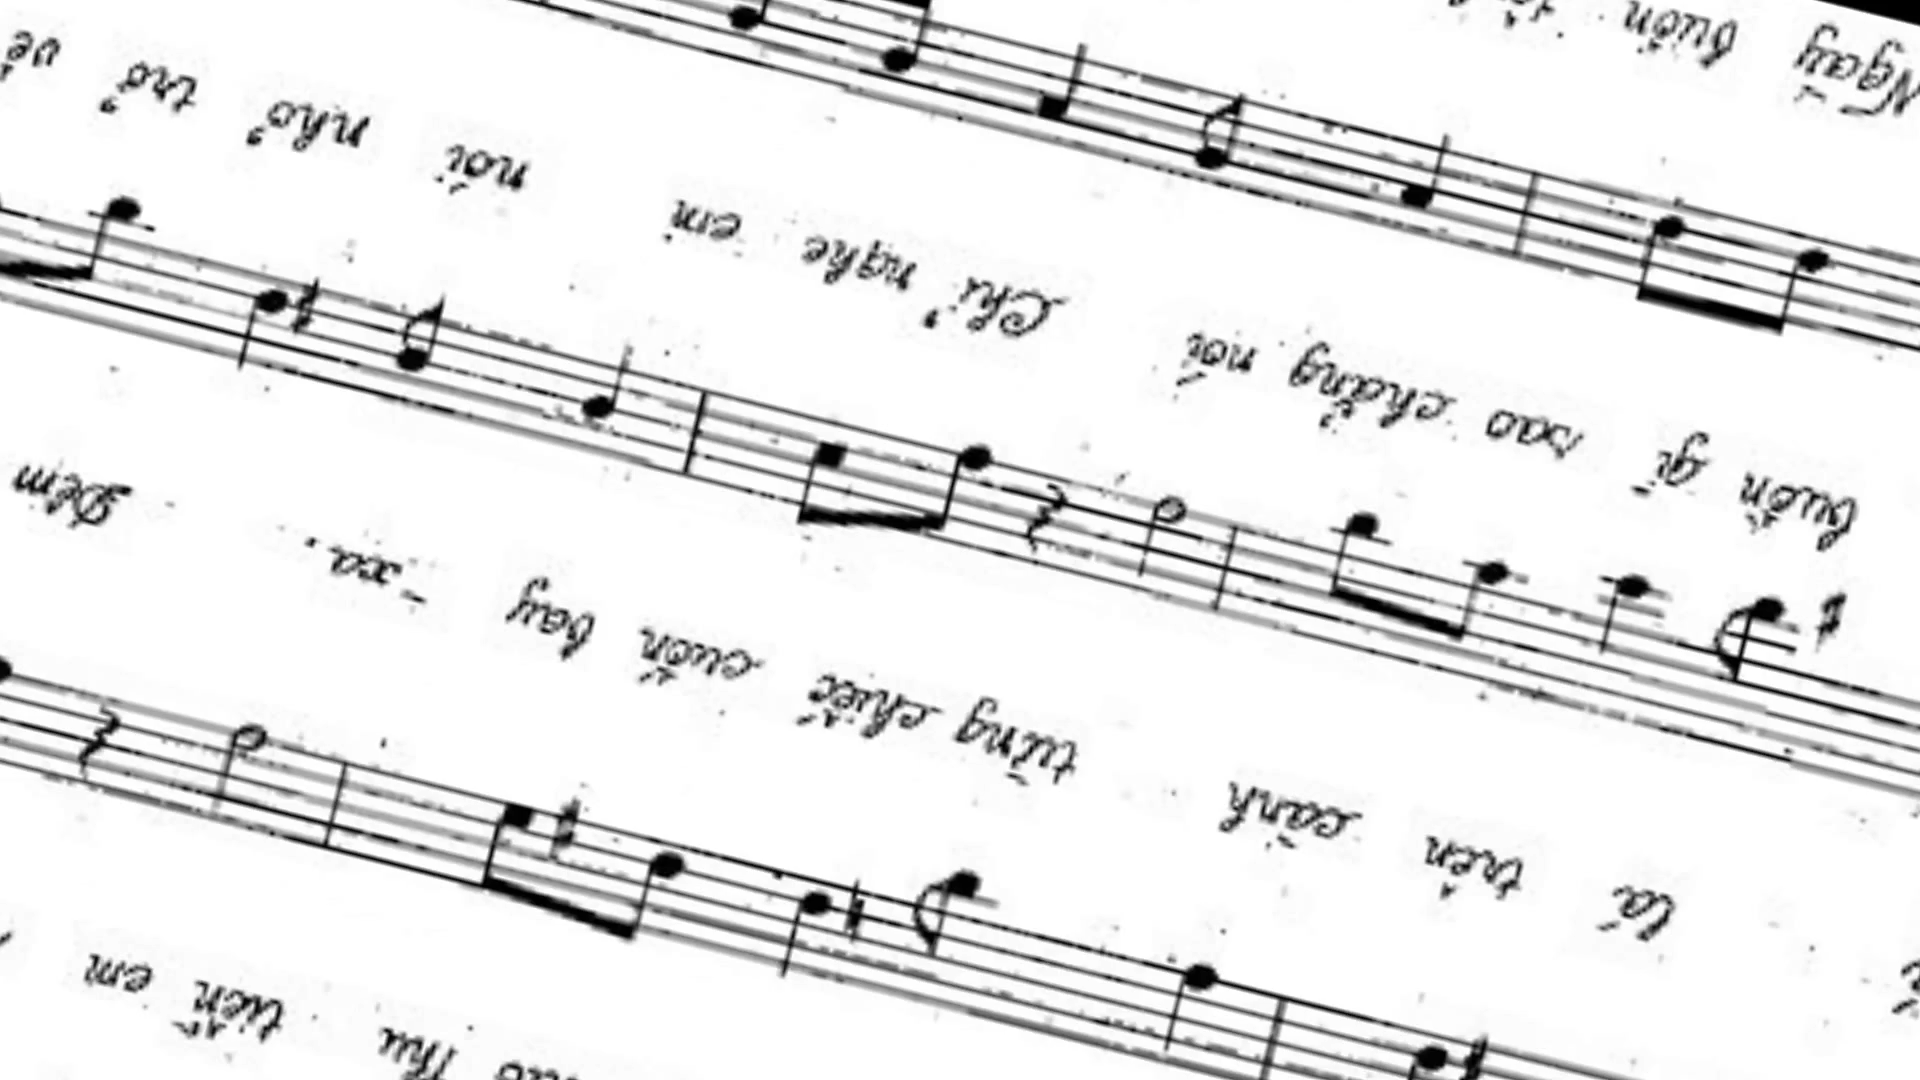 Thu tiễn em
lá trên cành từng chiếc cuốn bay xa. Đêm
buồn gì sao chẳng nói Chỉ nghe em nói nhỏ trở về
Ngày buồn